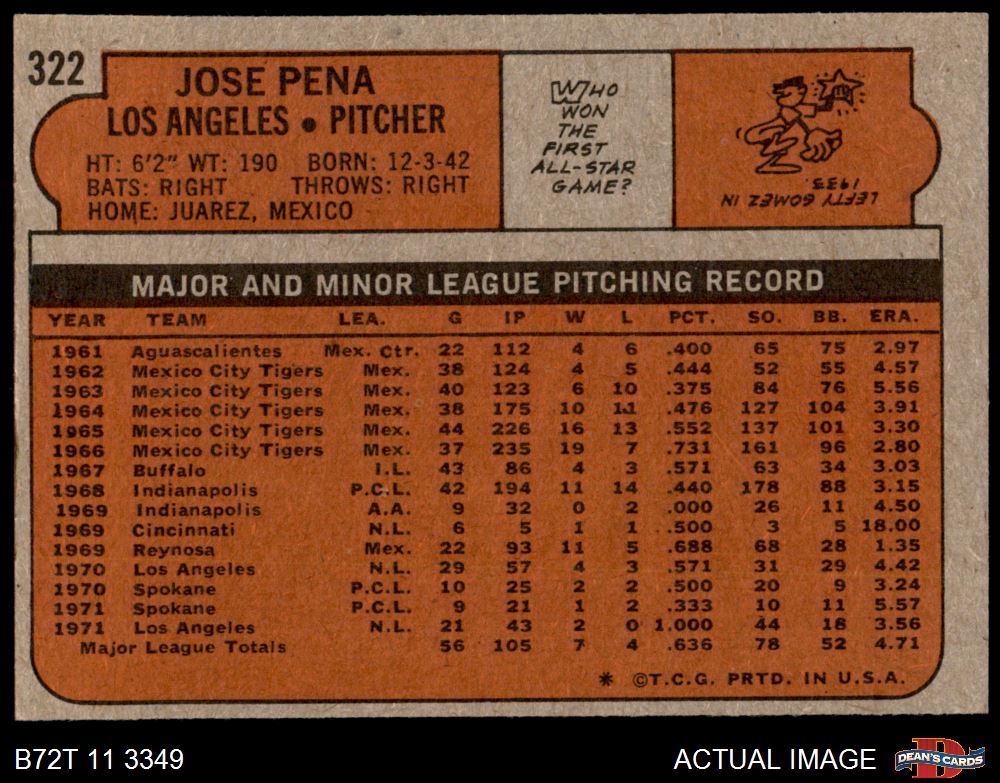 322
JOSE PENA
LOS ANGELES • PITCHER
HT: 6'2" WT: 190 BORN: 12-3-42
BATS: RIGHT THROWS: RIGHT
HOME: JUAREZ, MEXICO
WHO
WON
THE
FIRST
ALL-STAR
GAME?
LEFTY GOMEZ IN
1933.
MAJOR AND MINOR LEAGUE PITCHING RECORD
YEAR TEAM LEA. G IP W L PCT. SO. BB. ERA.
1961 Aguascalientes Mex. Ctr. 22 112 4 6 .400 65 75 2.97
1962 Mexico City Tigers Mex. 38 124 4 5 .444 52 55 4.57
1963 Mexico City Tigers Mex. 40 123 6 10 .375 84 76 5.56
1964 Mexico City Tigers Mex. 38 175 10 11 .476 127 104 3.91
1965 Mexico City Tigers Mex. 44 226 16 13 .552 137 101 3.30
1966 Mexico City Tigers Mex. 37 235 19 7 .731 161 96 2.80
1967 Buffalo I.L. 43 86 4 3 .571 63 34 3.03
1968 Indianapolis P.C.L. 42 194 11 14 .440 178 88 3.15
1969 Indianapolis A.A. 9 32 0 2 .000 26 11 4.50
1969 Cincinnati N.L. 6 5 1 1 .500 3 5 18.00
1969 Reynosa Mex. 22 93 11 5 .688 68 28 1.35
1970 Los Angeles N.L. 29 57 4 3 .571 31 29 4.42
1970 Spokane P.C.L. 10 25 2 2 .500 20 9 3.24
1971 Spokane P.C.L. 9 21 1 2 .333 10 11 5.57
1971 Los Angeles N.L. 21 43 2 0 1.000 44 18 3.56
Major League Totals 56 105 7 4 .636 78 52 4.71
* ©T.C.G. PRTD. IN U.S.A.
B72T 11 3349
ACTUAL IMAGE
D
DEAN'S CARDS